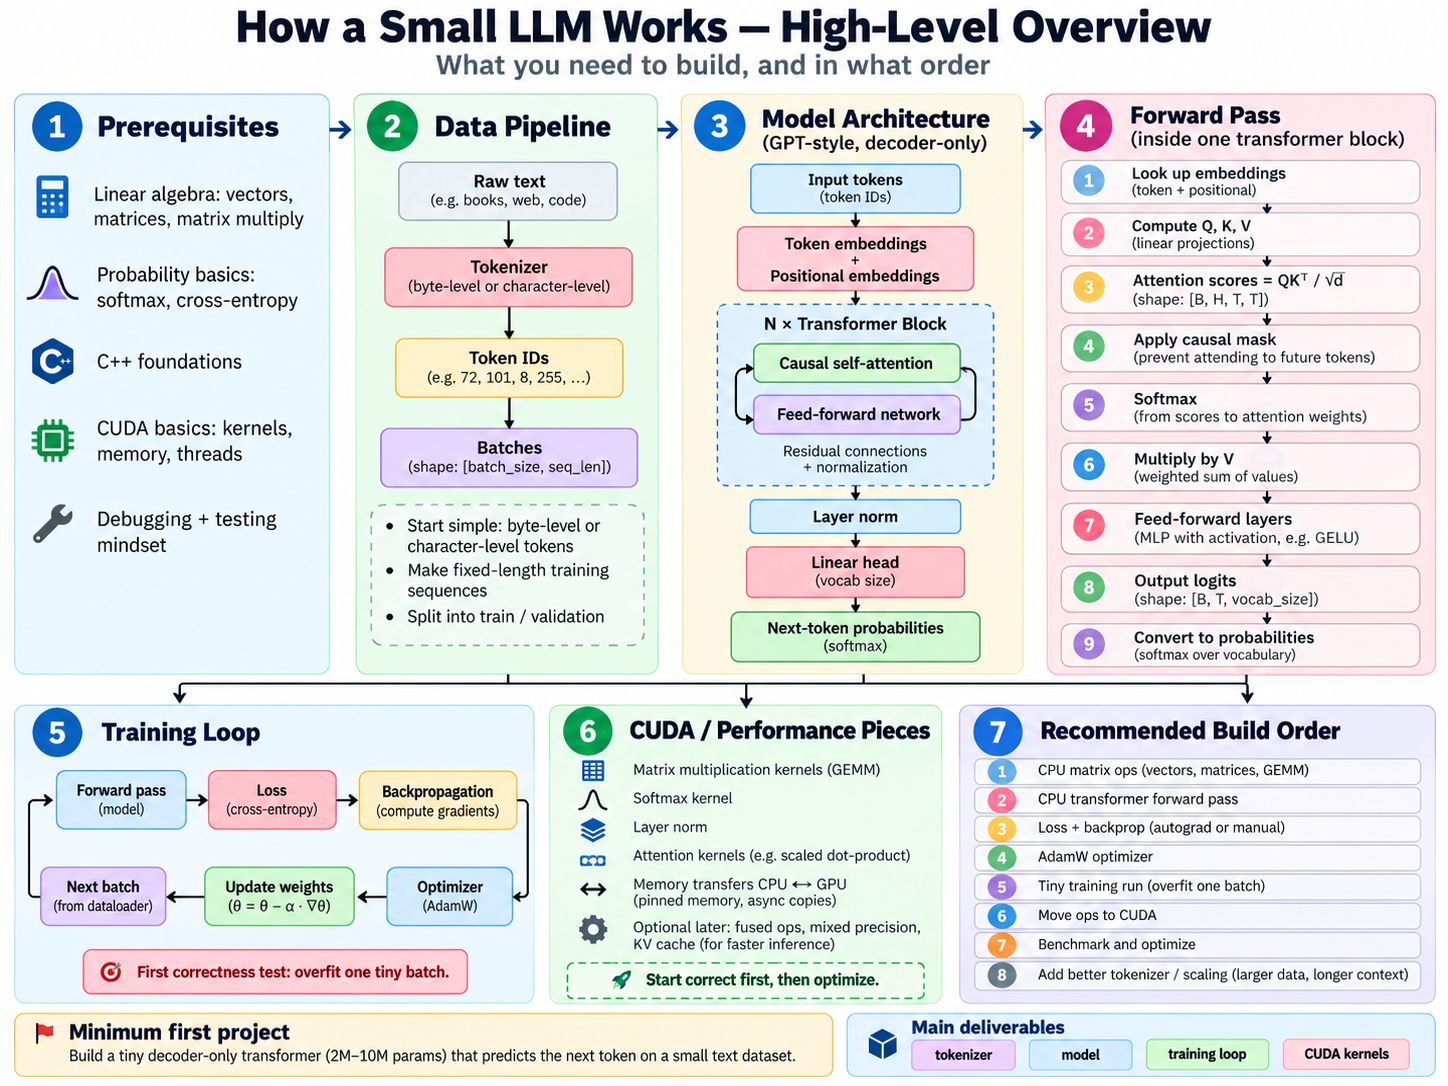 How a Small LLM Works — High-Level Overview
What you need to build, and in what order
1 Prerequisites
Linear algebra: vectors,
matrices, matrix multiply
Probability basics:
softmax, cross-entropy
C++
C++ foundations
CUDA basics: kernels,
memory, threads
Debugging + testing
mindset
2 Data Pipeline
Raw text
(e.g. books, web, code)
Tokenizer
(byte-level or character-level)
Token IDs
(e.g. 72, 101, 8, 255, ...)
Batches
(shape: [batch_size, seq_len])
• Start simple: byte-level or
character-level tokens
• Make fixed-length training
sequences
• Split into train / validation
3 Model Architecture
(GPT-style, decoder-only)
Input tokens
(token IDs)
Token embeddings
+
Positional embeddings
N × Transformer Block
Causal self-attention
Feed-forward network
Residual connections
+ normalization
Layer norm
Linear head
(vocab size)
Next-token probabilities
(softmax)
4 Forward Pass
(inside one transformer block)
1 Look up embeddings
(token + positional)
2 Compute Q, K, V
(linear projections)
3 Attention scores = QKᵀ / √d
(shape: [B, H, T, T])
4 Apply causal mask
(prevent attending to future tokens)
5 Softmax
(from scores to attention weights)
6 Multiply by V
(weighted sum of values)
7 Feed-forward layers
(MLP with activation, e.g. GELU)
8 Output logits
(shape: [B, T, vocab_size])
9 Convert to probabilities
(softmax over vocabulary)
5 Training Loop
Forward pass
(model)
Loss
(cross-entropy)
Backpropagation
(compute gradients)
Next batch
(from dataloader)
Update weights
(θ = θ − α · ∇θ)
Optimizer
(AdamW)
First correctness test: overfit one tiny batch.
6 CUDA / Performance Pieces
Matrix multiplication kernels (GEMM)
Softmax kernel
Layer norm
Attention kernels (e.g. scaled dot-product)
Memory transfers CPU ↔ GPU
(pinned memory, async copies)
Optional later: fused ops, mixed precision,
KV cache (for faster inference)
Start correct first, then optimize.
7 Recommended Build Order
1 CPU matrix ops (vectors, matrices, GEMM)
2 CPU transformer forward pass
3 Loss + backprop (autograd or manual)
4 AdamW optimizer
5 Tiny training run (overfit one batch)
6 Move ops to CUDA
7 Benchmark and optimize
8 Add better tokenizer / scaling (larger data, longer context)
Minimum first project
Build a tiny decoder-only transformer (2M–10M params) that predicts the next token on a small text dataset.
Main deliverables
tokenizer
model
training loop
CUDA kernels